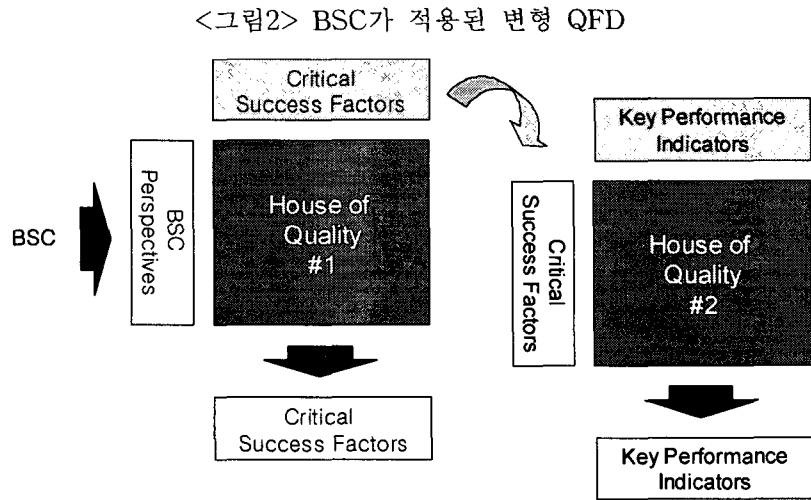 <그림2> BSC가 적용된 변형 QFD
Critical
Success Factors
Key Performance
Indicators
BSC
BSC
Perspectives
House of
Quality
#1
Critical
Success Factors
House of
Quality
#2
Critical
Success Factors
Key Performance
Indicators